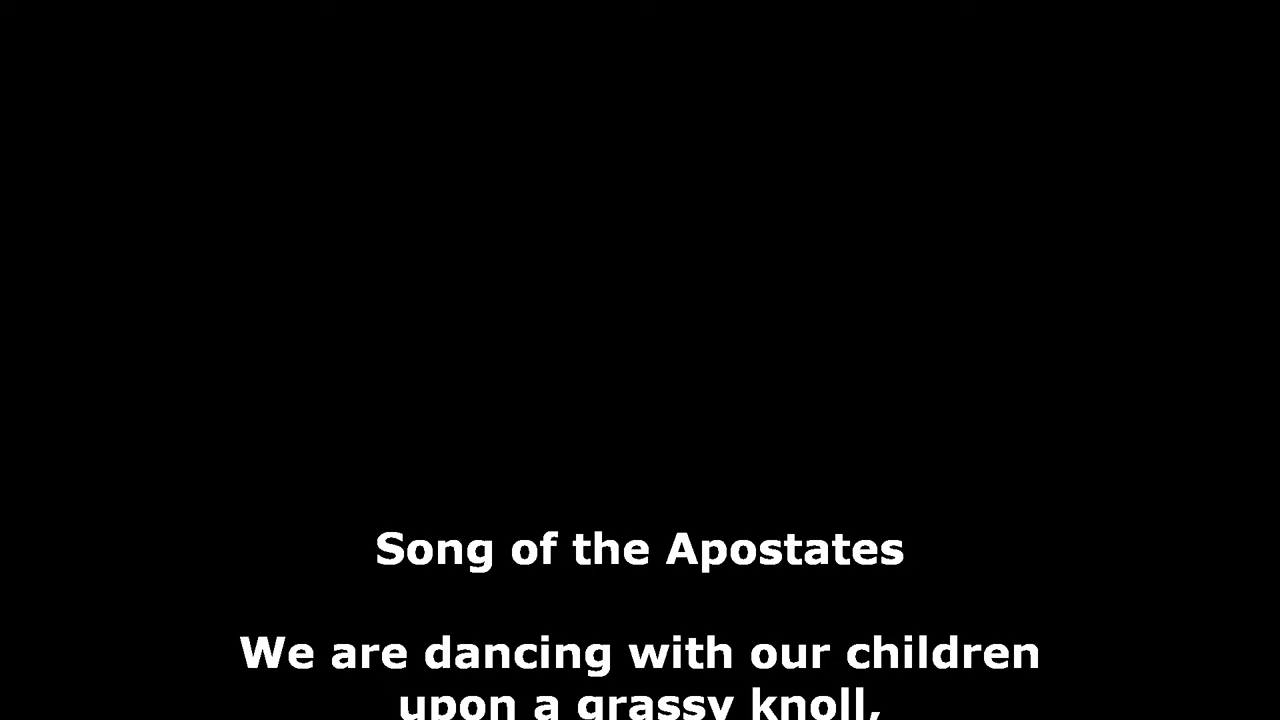 Song of the Apostates
We are dancing with our children
upon a grassy knoll,